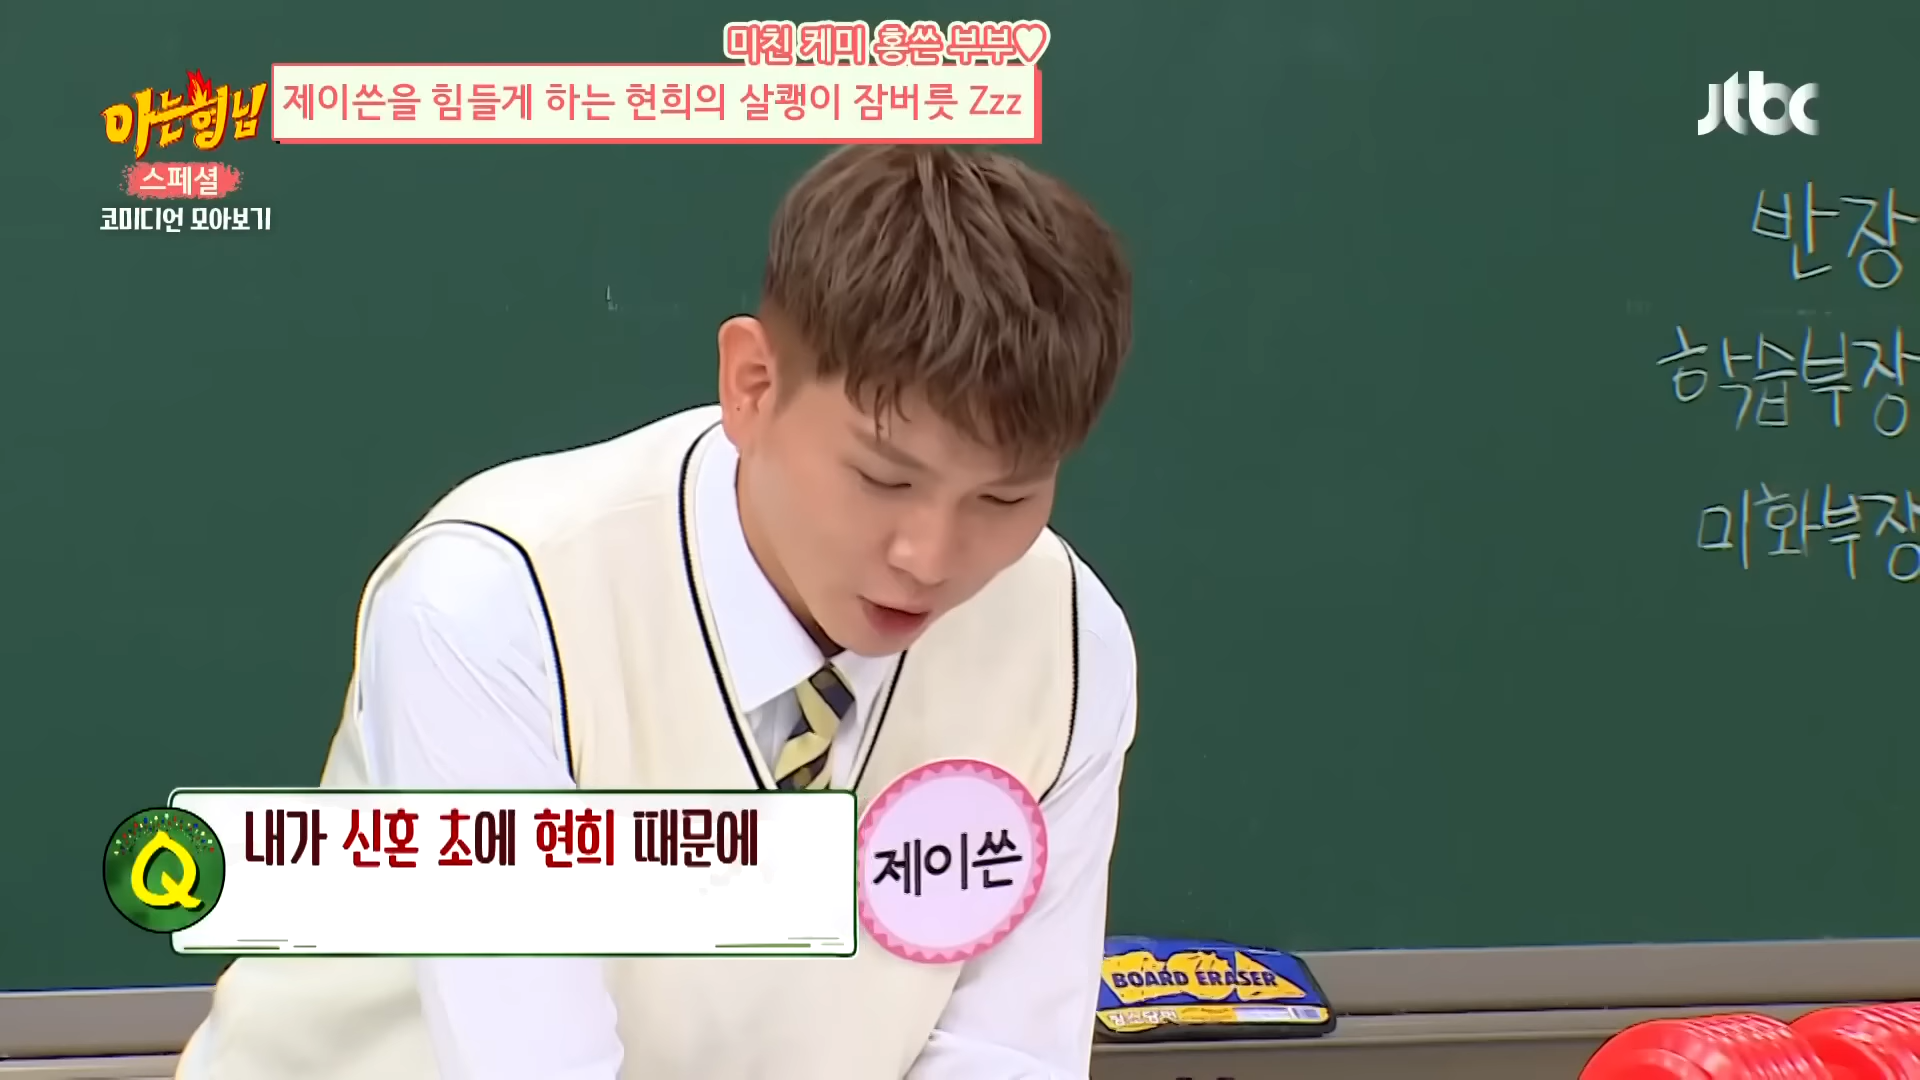 미친 케미 홍쓴 부부♡
제이쓴을 힘들게 하는 현희의 살쾡이 잠버릇 Zzz
아는형님
스페셜
코미디언 모아보기
jtbc
반장
학습부장
미화부장
Q
내가 신혼 초에 현희 때문에
제이쓴
BOARD ERASER